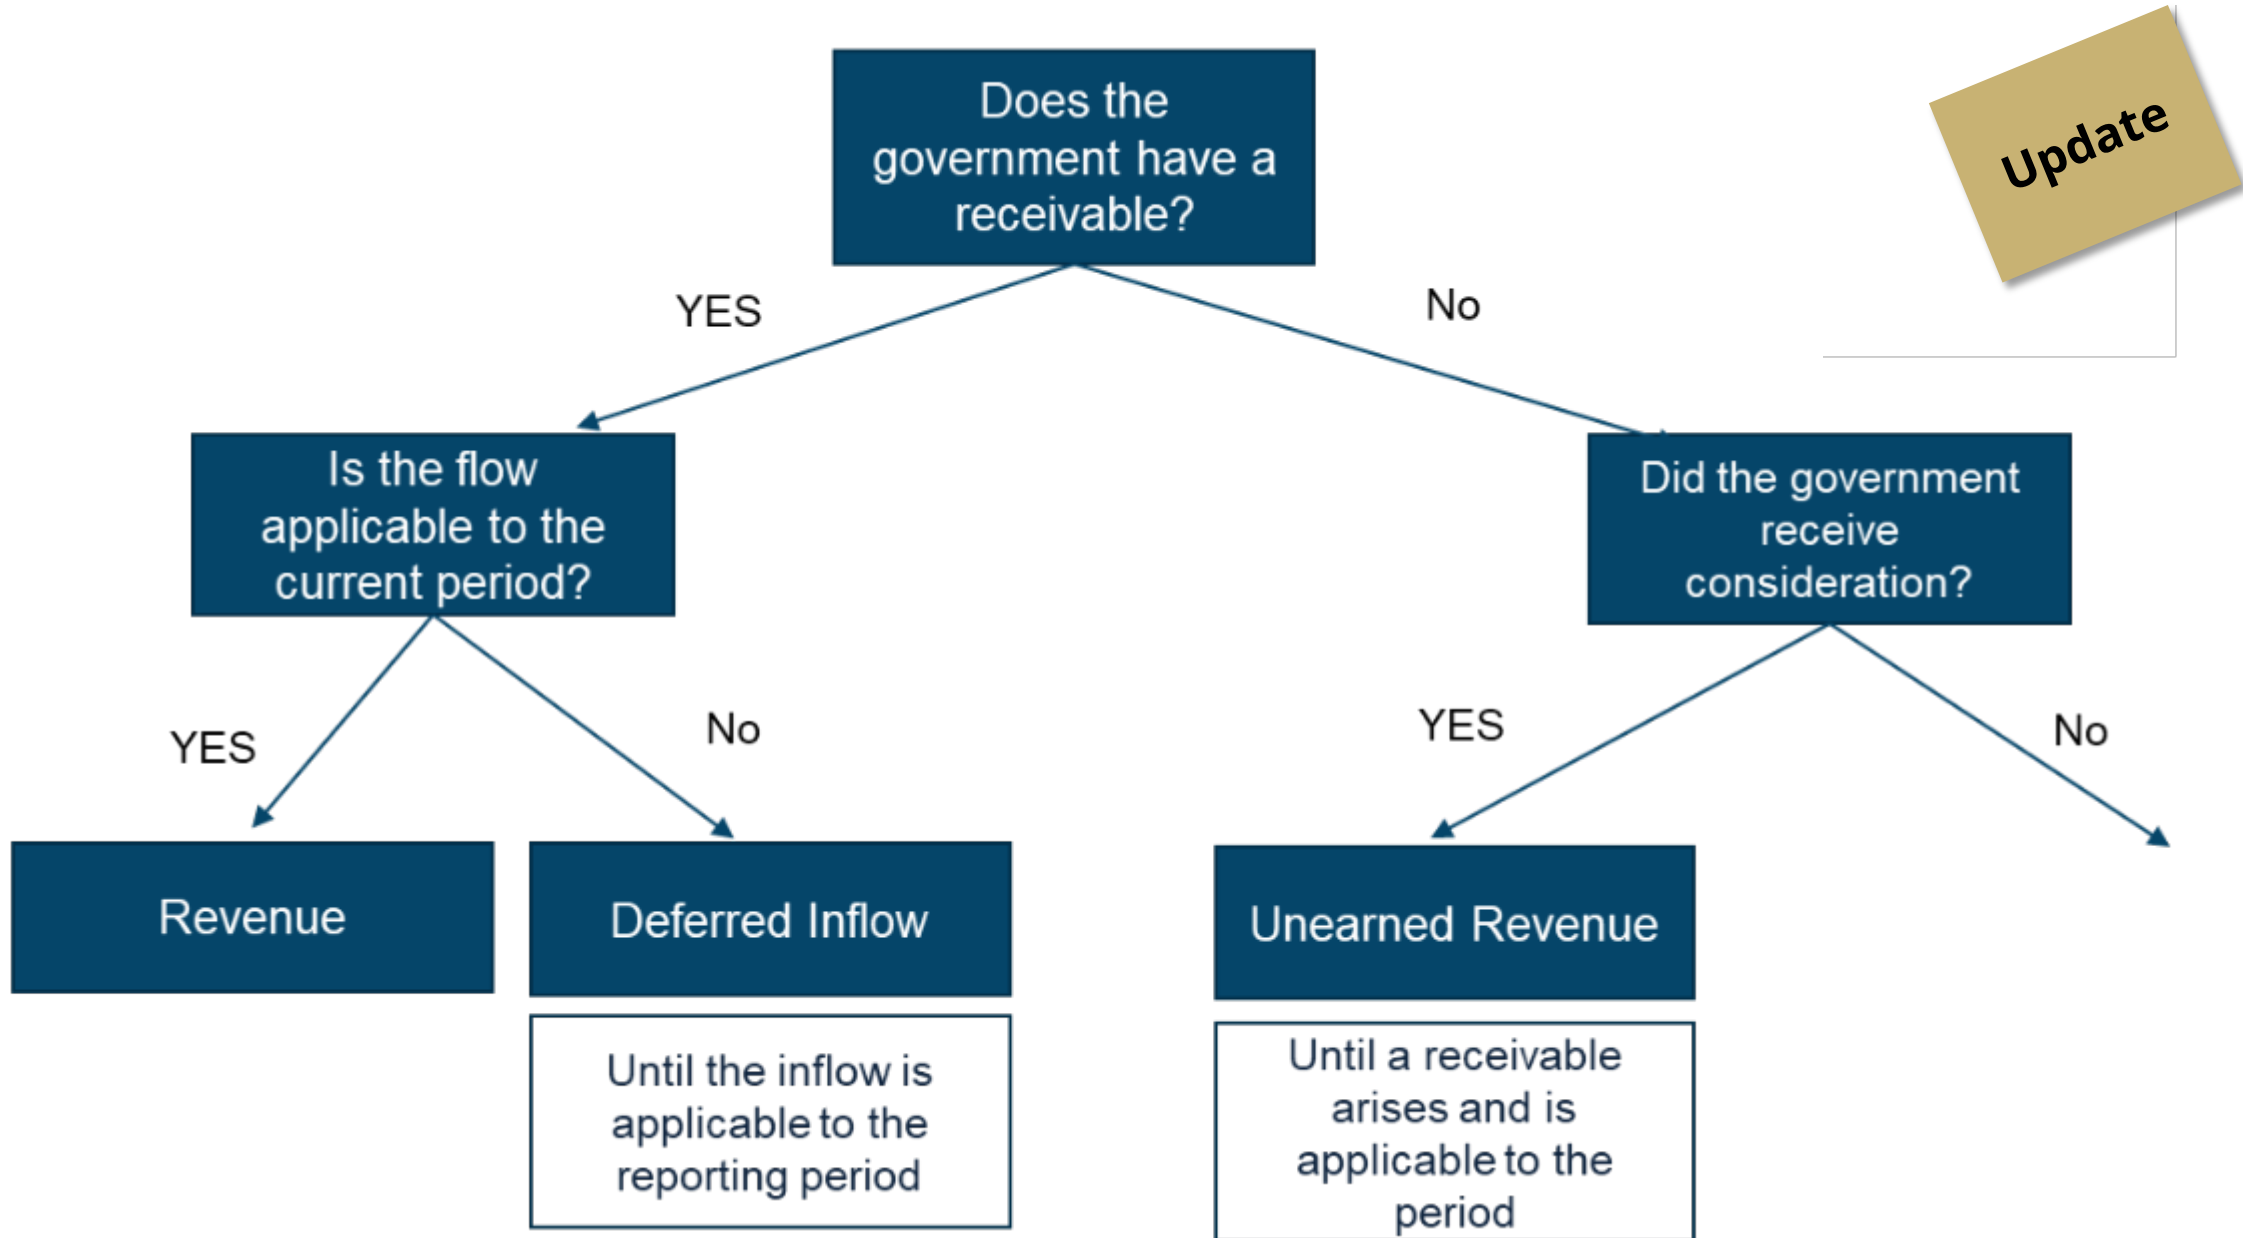 Does the
government have a
receivable?
Update
YES
No
Is the flow
applicable to the
current period?
Did the government
receive
consideration?
YES
No
YES
No
Revenue
Deferred Inflow
Unearned Revenue
Until the inflow is
applicable to the
reporting period
Until a receivable
arises and is
applicable to the
period